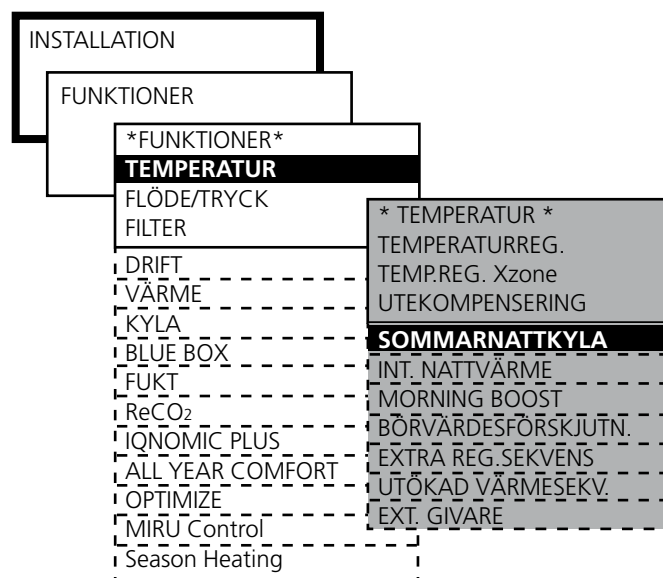 INSTALLATION
FUNKTIONER
*FUNKTIONER*
TEMPERATUR
FLÖDE/TRYCK
FILTER
DRIFT
VÄRME
KYLA
BLUE BOX
FUKT
ReCO2
IQNOMIC PLUS
ALL YEAR COMFORT
OPTIMIZE
MIRU Control
Season Heating
* TEMPERATUR *
TEMPERATURREG.
TEMP.REG. Xzone
UTEKOMPENSERING
SOMMARNATTKYLA
INT. NATTVÄRME
MORNING BOOST
BÖRVÄRDESFÖRSKJUTN.
EXTRA REG.SEKVENS
UTÖKAD VÄRMESEKV.
EXT. GIVARE